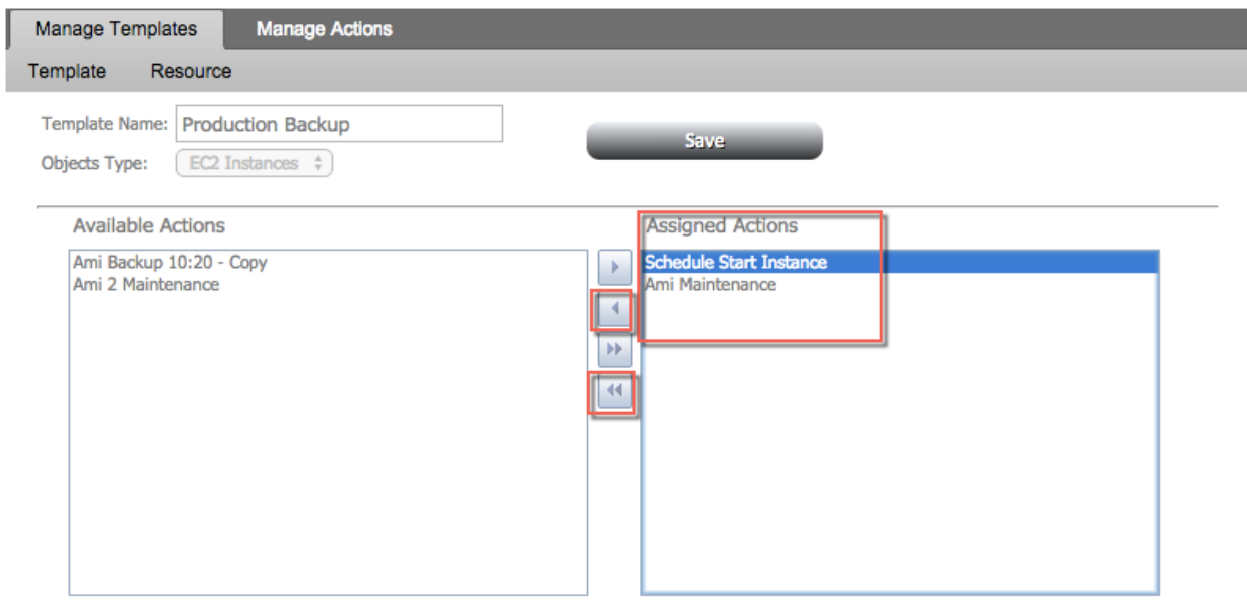 Manage Templates Manage Actions
Template Resource
Template Name: Production Backup
Save
Objects Type: EC2 Instances
Available Actions Assigned Actions
Ami Backup 10:20 - Copy Schedule Start Instance
Ami 2 Maintenance Ami Maintenance